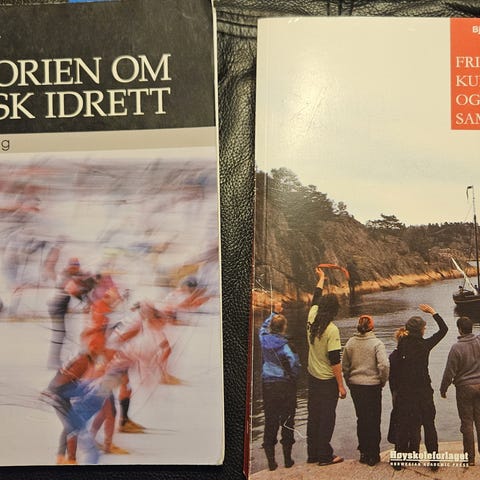 ORIEN OM
SK IDRETT
g
Bj
FRI
KU
OG
SAM
Høyskoleforlaget
NORWEGIAN ACADEMIC PRESS